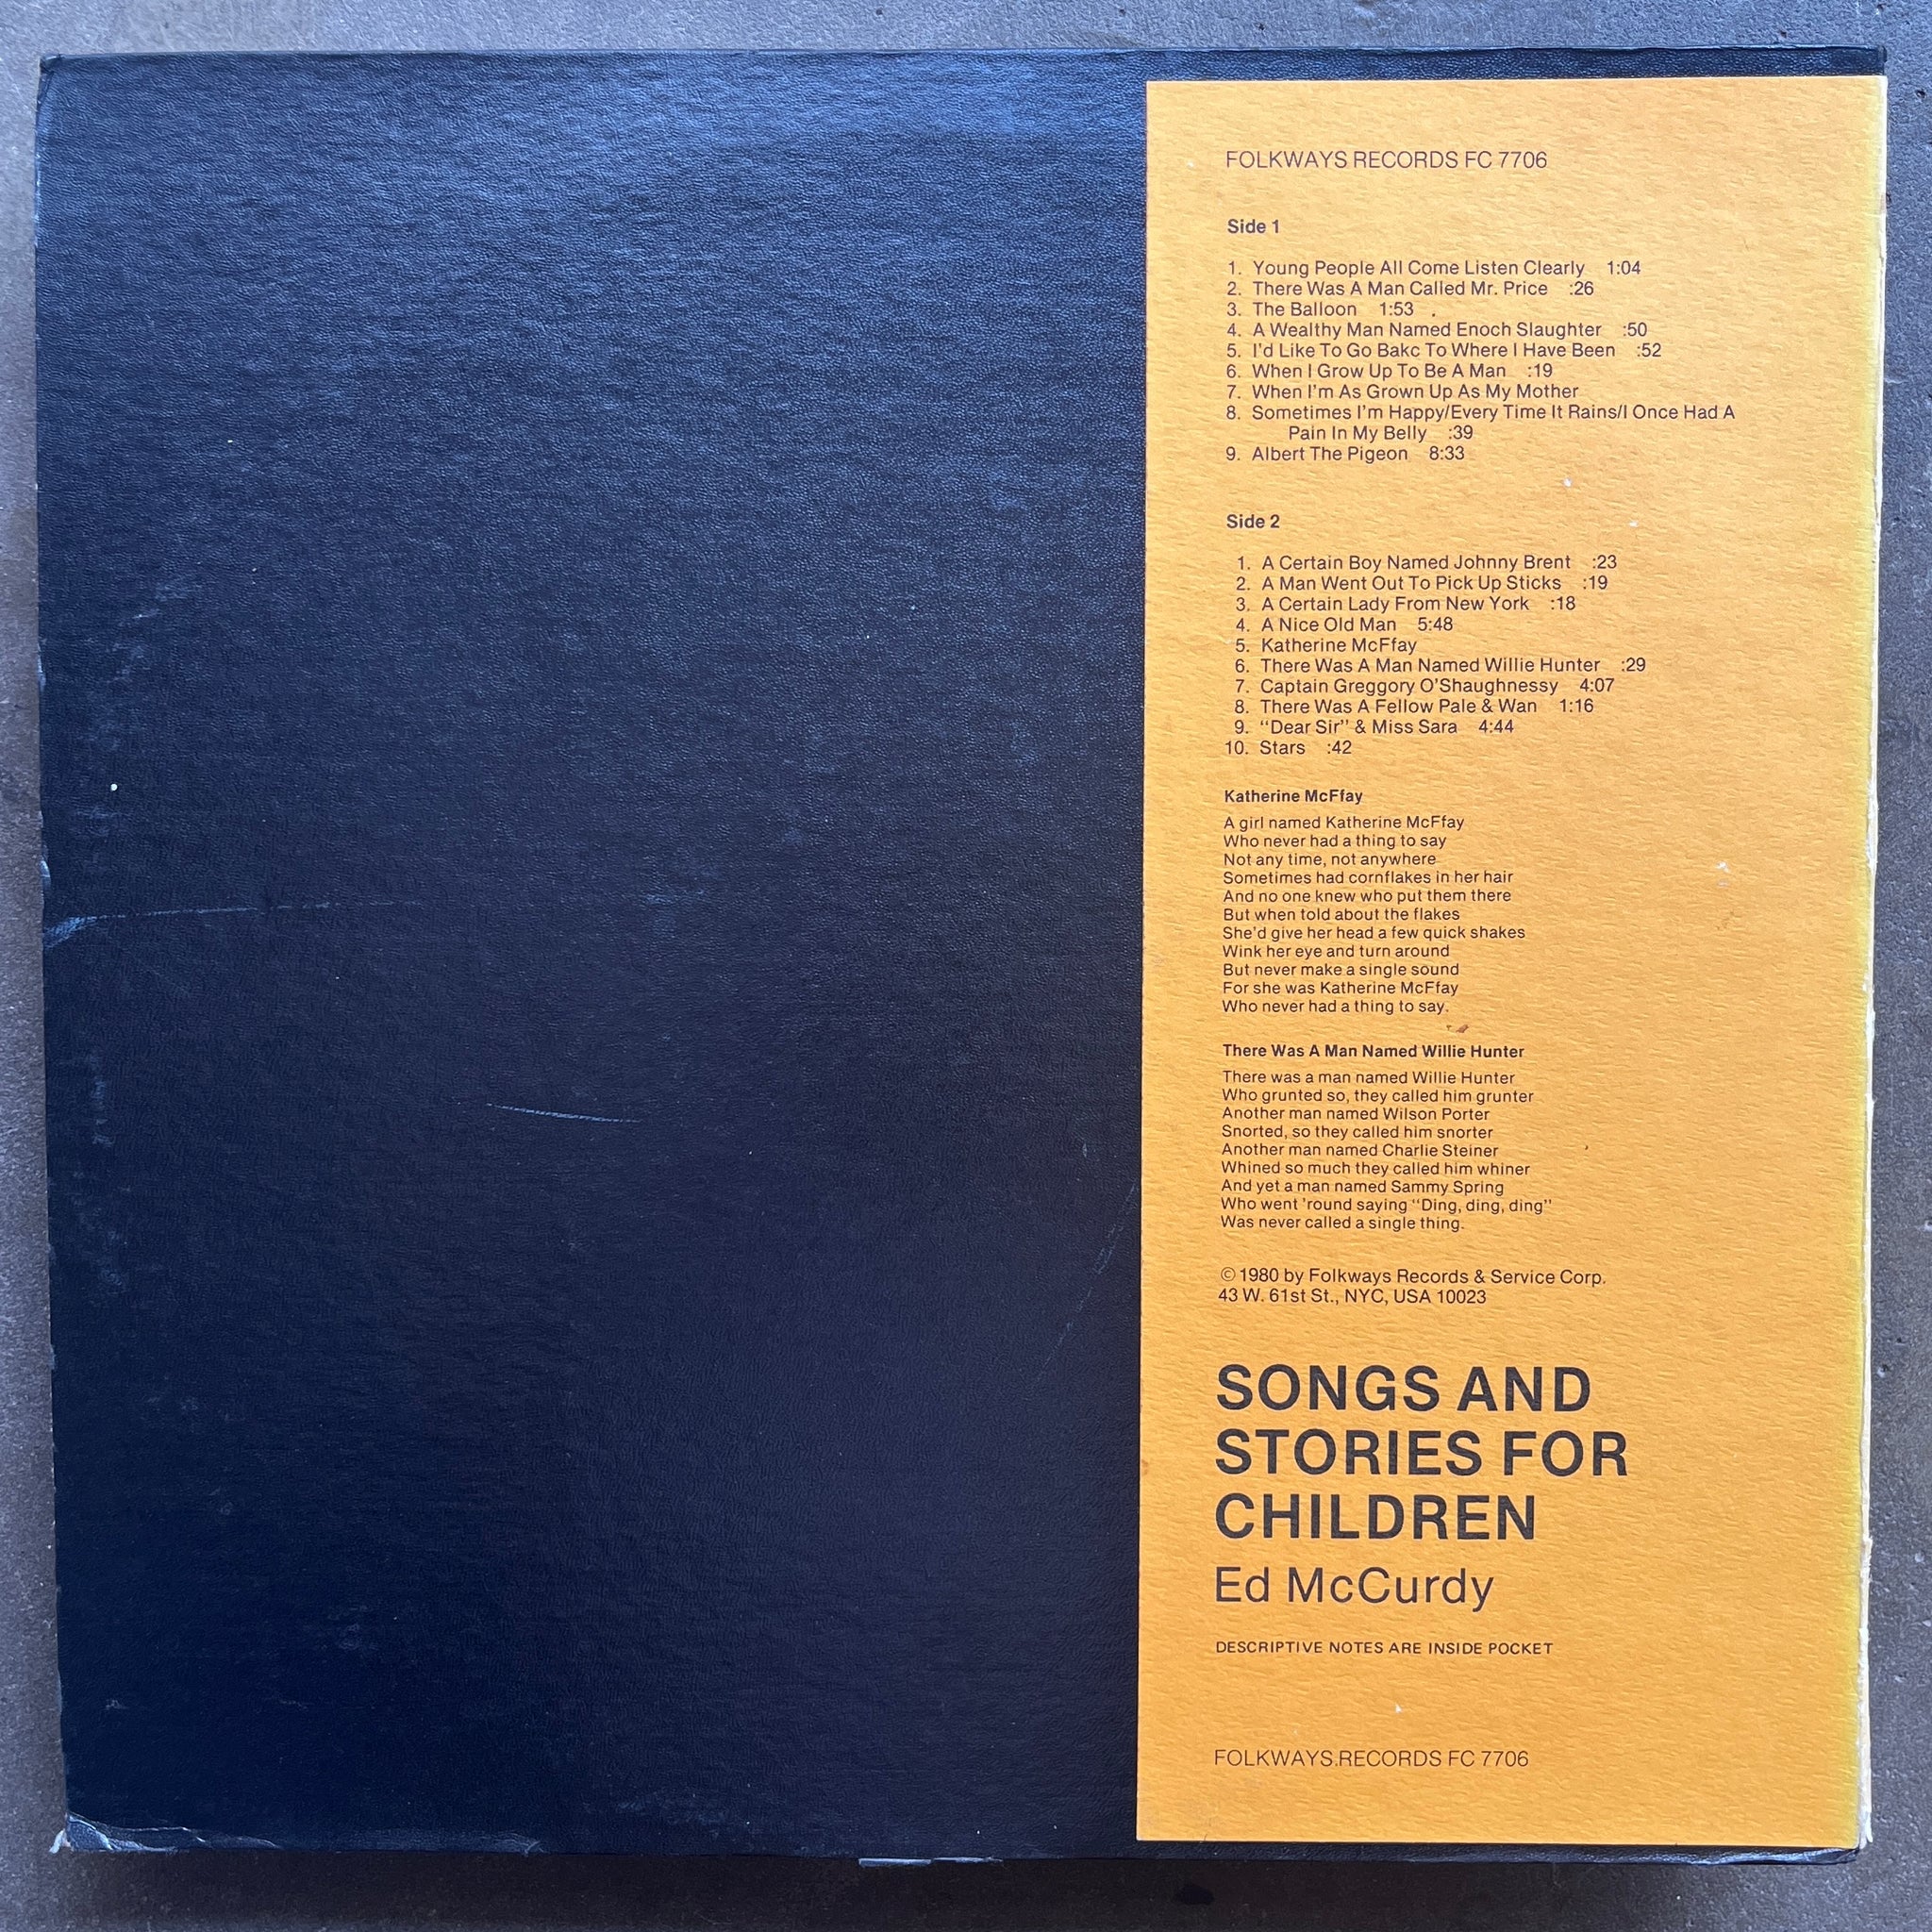 FOLKWAYS RECORDS FC 7706
Side 1
1. Young People All Come Listen Clearly 1:04
2. There Was A Man Called Mr. Price :26
3. The Balloon 1:53
4. A Wealthy Man Named Enoch Slaughter :50
5. I'd Like To Go Bakc To Where I Have Been :52
6. When I Grow Up To Be A Man :19
7. When I'm As Grown Up As My Mother
8. Sometimes I'm Happy/Every Time It Rains/I Once Had A
Pain In My Belly :39
9. Albert The Pigeon 8:33
Side 2
1. A Certain Boy Named Johnny Brent :23
2. A Man Went Out To Pick Up Sticks :19
3. A Certain Lady From New York :18
4. A Nice Old Man 5:48
5. Katherine McFfay
6. There Was A Man Named Willie Hunter :29
7. Captain Greggory O'Shaughnessy 4:07
8. There Was A Fellow Pale & Wan 1:16
9. "Dear Sir" & Miss Sara 4:44
10. Stars :42
Katherine McFfay
A girl named Katherine McFfay
Who never had a thing to say
Not any time, not anywhere
Sometimes had cornflakes in her hair
And no one knew who put them there
But when told about the flakes
She'd give her head a few quick shakes
Wink her eye and turn around
But never make a single sound
For she was Katherine McFfay
Who never had a thing to say.
There Was A Man Named Willie Hunter
There was a man named Willie Hunter
Who grunted so, they called him grunter
Another man named Wilson Porter
Snorted, so they called him snorter
Another man named Charlie Steiner
Whined so much they called him whiner
And yet a man named Sammy Spring
Who went 'round saying "Ding, ding, ding"
Was never called a single thing.
© 1980 by Folkways Records & Service Corp.
43 W. 61st St., NYC, USA 10023
SONGS AND
STORIES FOR
CHILDREN
Ed McCurdy
DESCRIPTIVE NOTES ARE INSIDE POCKET
FOLKWAYS RECORDS FC 7706